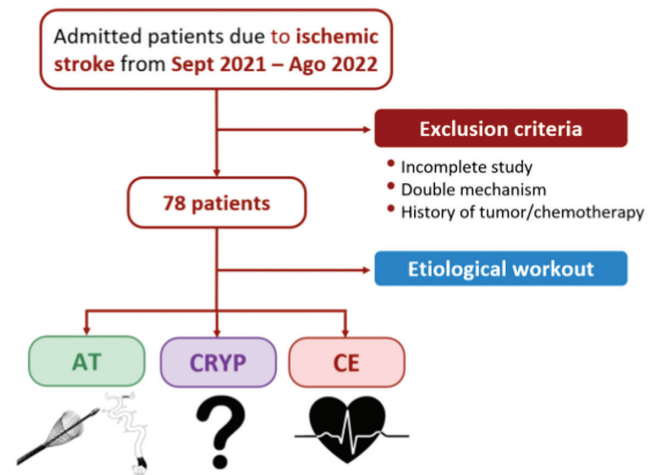 Admitted patients due to ischemic
stroke from Sept 2021 – Ago 2022
Exclusion criteria
• Incomplete study
• Double mechanism
• History of tumor/chemotherapy
78 patients
Etiological workout
AT
CRYP
CE
?